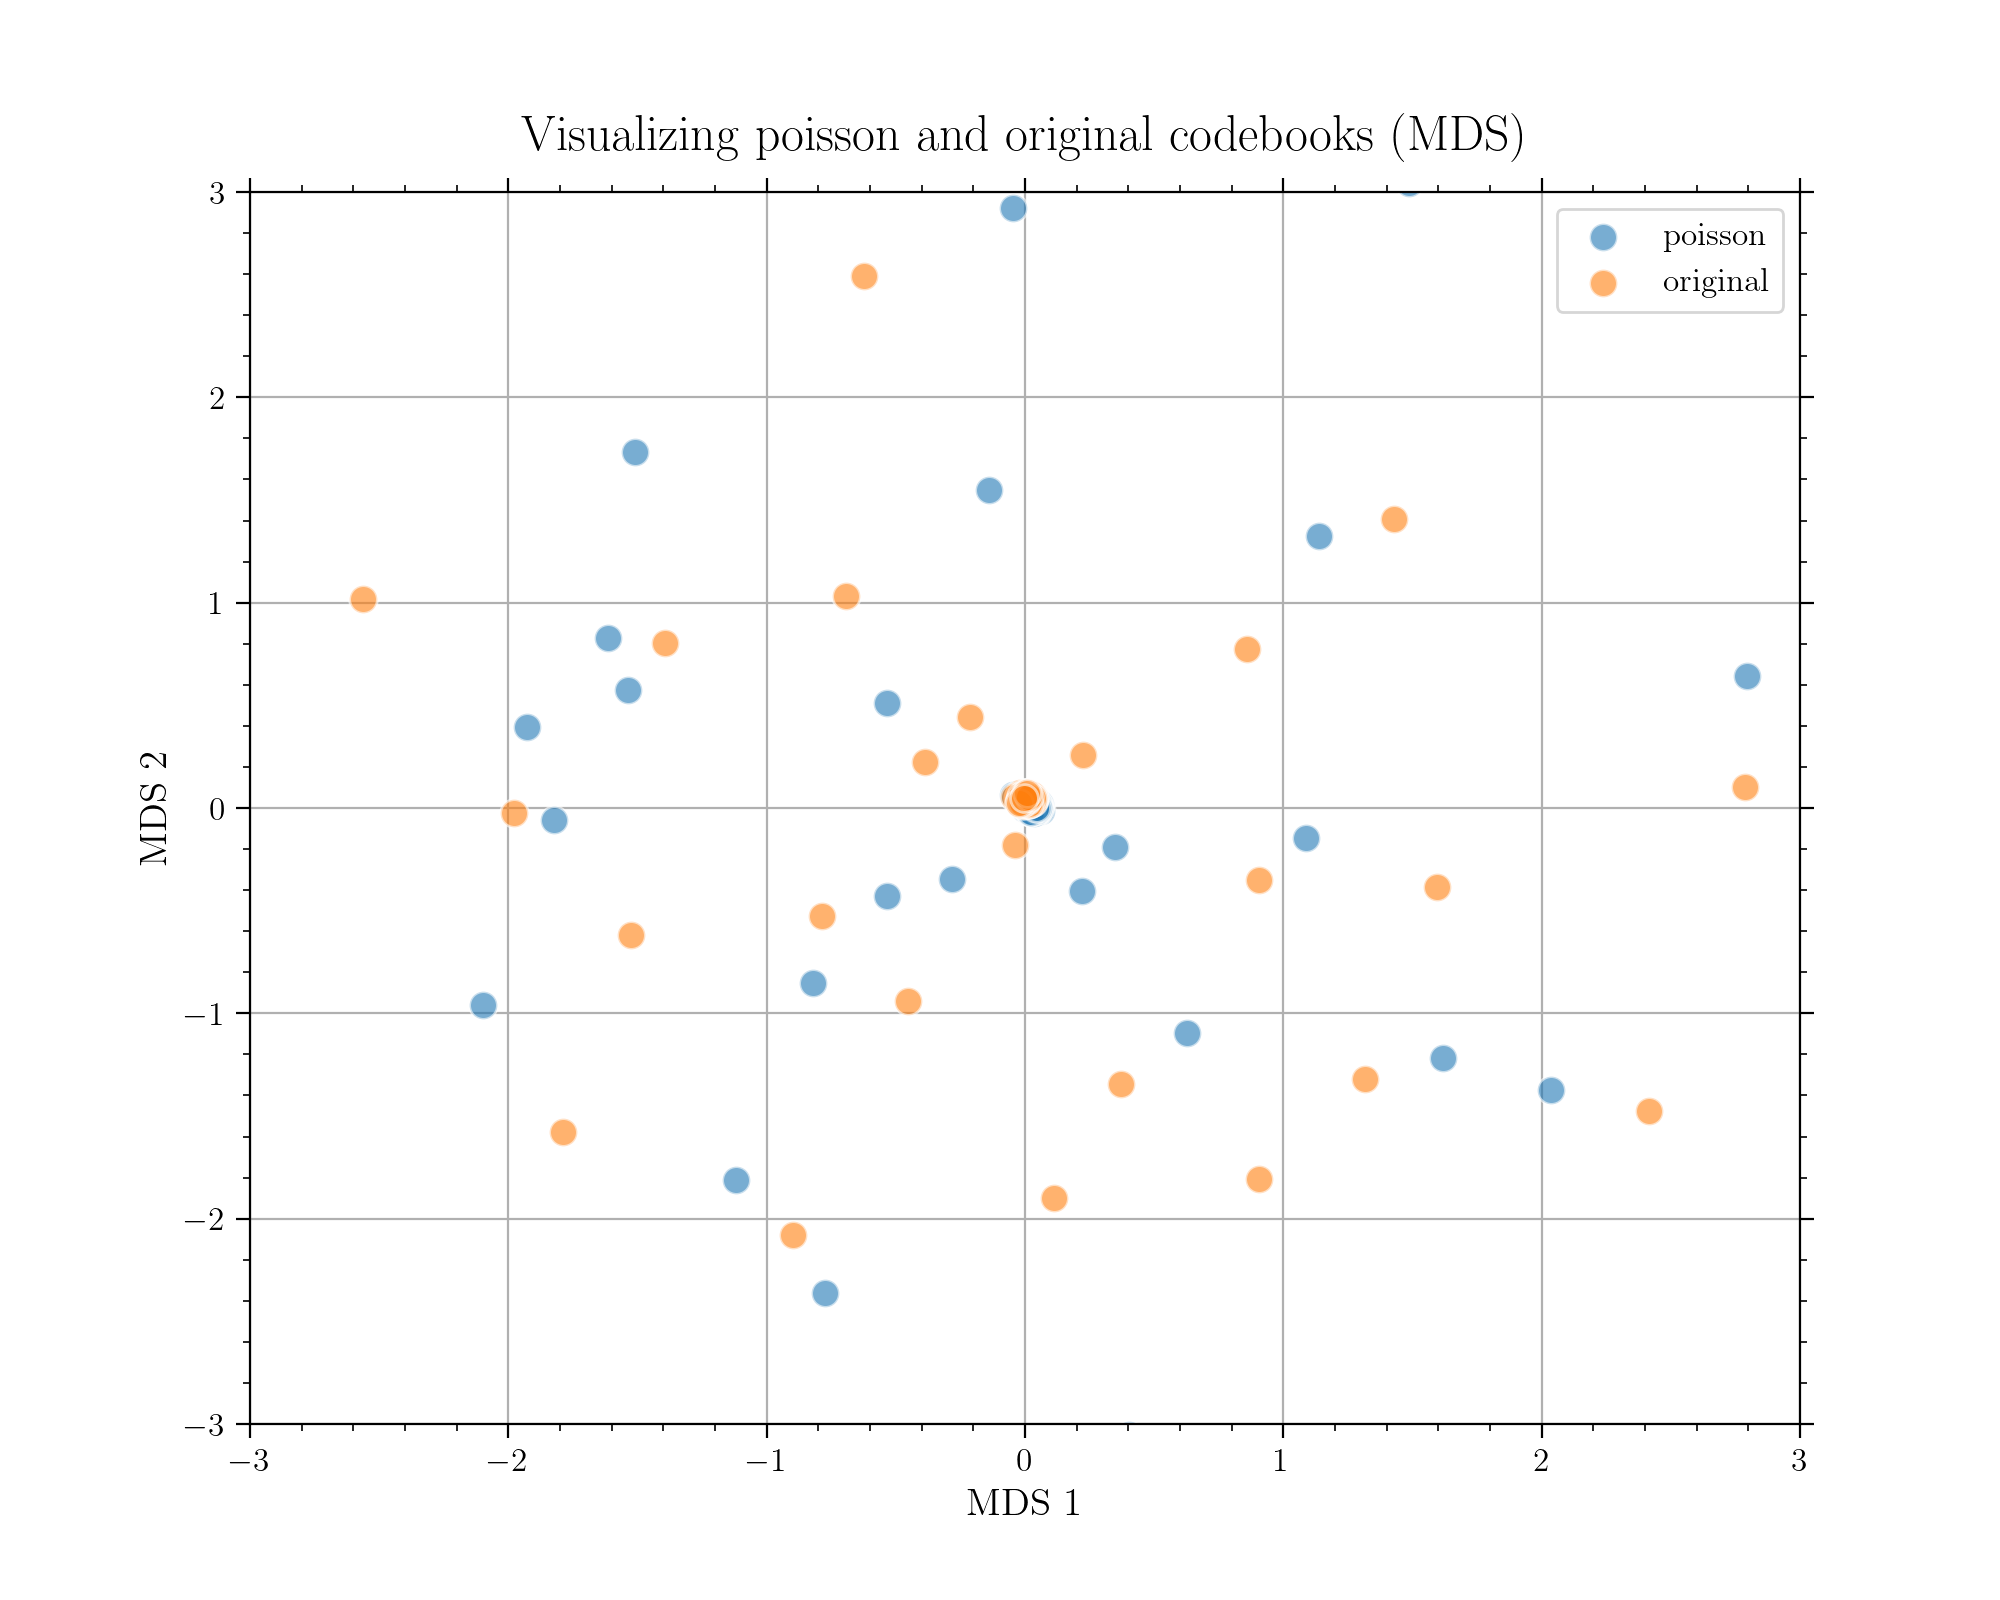 Visualizing poisson and original codebooks (MDS)
poisson
original
3
2
1
0
−1
−2
−3
MDS 2
−3 −2 −1 0 1 2 3
MDS 1